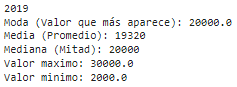 2019
Moda (Valor que más aparece): 20000.0
Media (Promedio): 19320
Mediana (Mitad): 20000
Valor maximo: 30000.0
Valor minimo: 2000.0